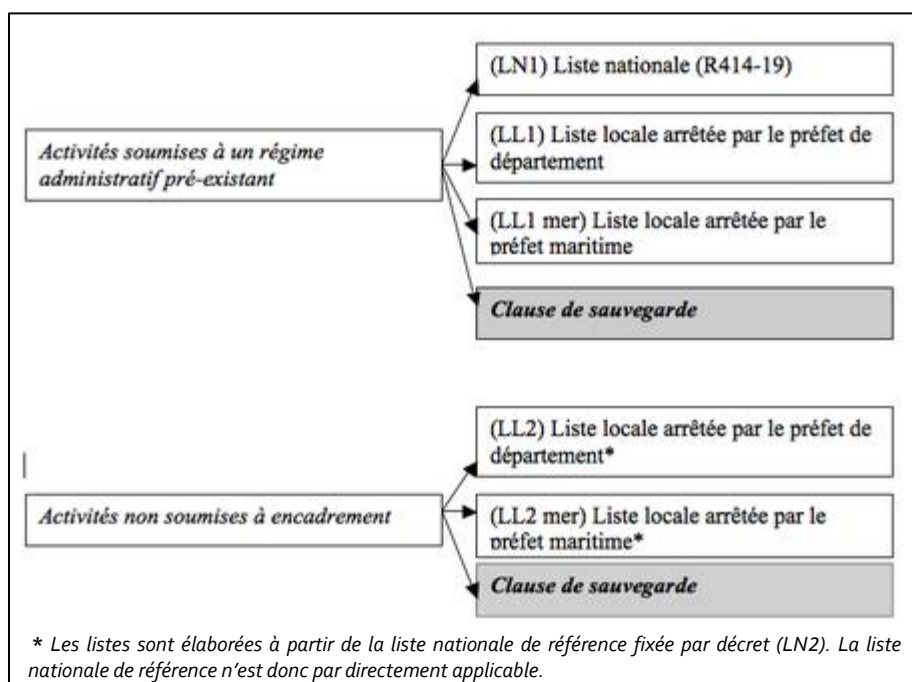 (LN1) Liste nationale (R414-19)
Activités soumises à un régime
administratif pré-existant
(LL1) Liste locale arrêtée par le préfet de
département
(LL1 mer) Liste locale arrêtée par le
préfet maritime
Clause de sauvegarde
(LL2) Liste locale arrêtée par le préfet de
département*
Activités non soumises à encadrement
(LL2 mer) Liste locale arrêtée par le
préfet maritime*
Clause de sauvegarde
* Les listes sont élaborées à partir de la liste nationale de référence fixée par décret (LN2). La liste
nationale de référence n'est donc par directement applicable.